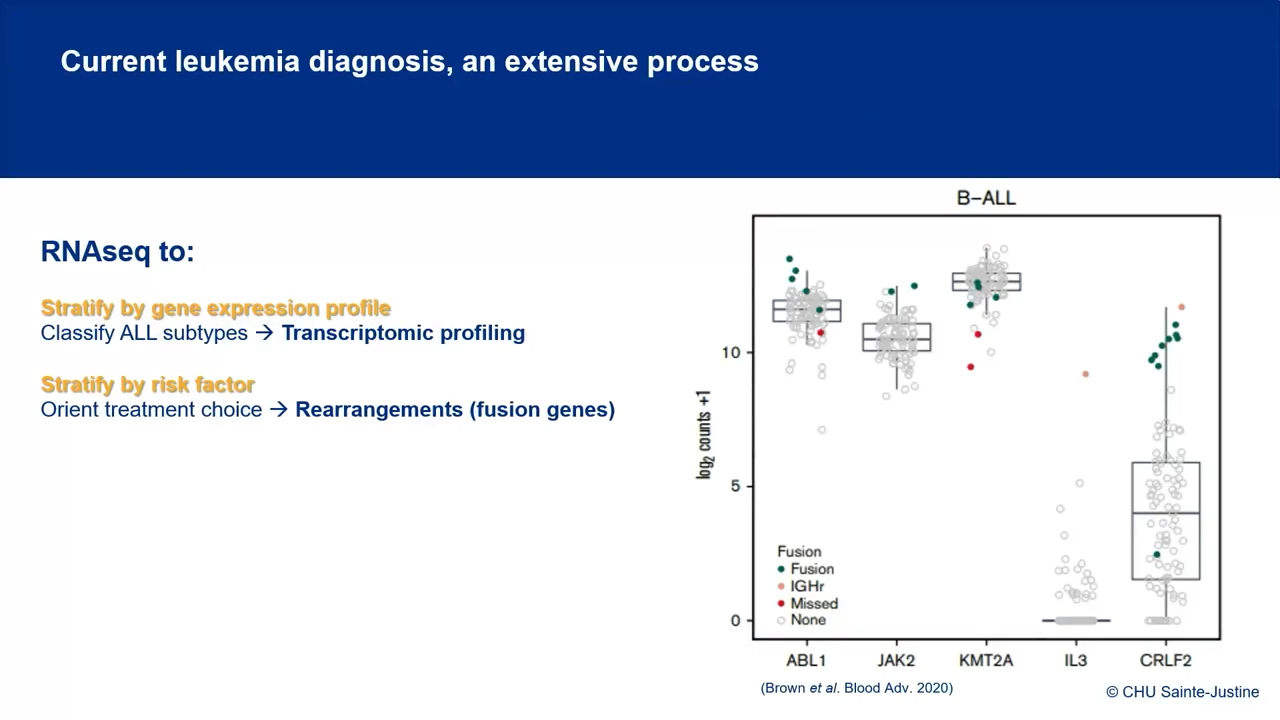 Current leukemia diagnosis, an extensive process
RNAseq to:
Stratify by gene expression profile
Classify ALL subtypes → Transcriptomic profiling
Stratify by risk factor
Orient treatment choice → Rearrangements (fusion genes)
B−ALL
log2 counts +1
10
5
0
Fusion
Fusion
IGHr
Missed
None
ABL1 JAK2 KMT2A IL3 CRLF2
(Brown et al. Blood Adv. 2020)
© CHU Sainte-Justine